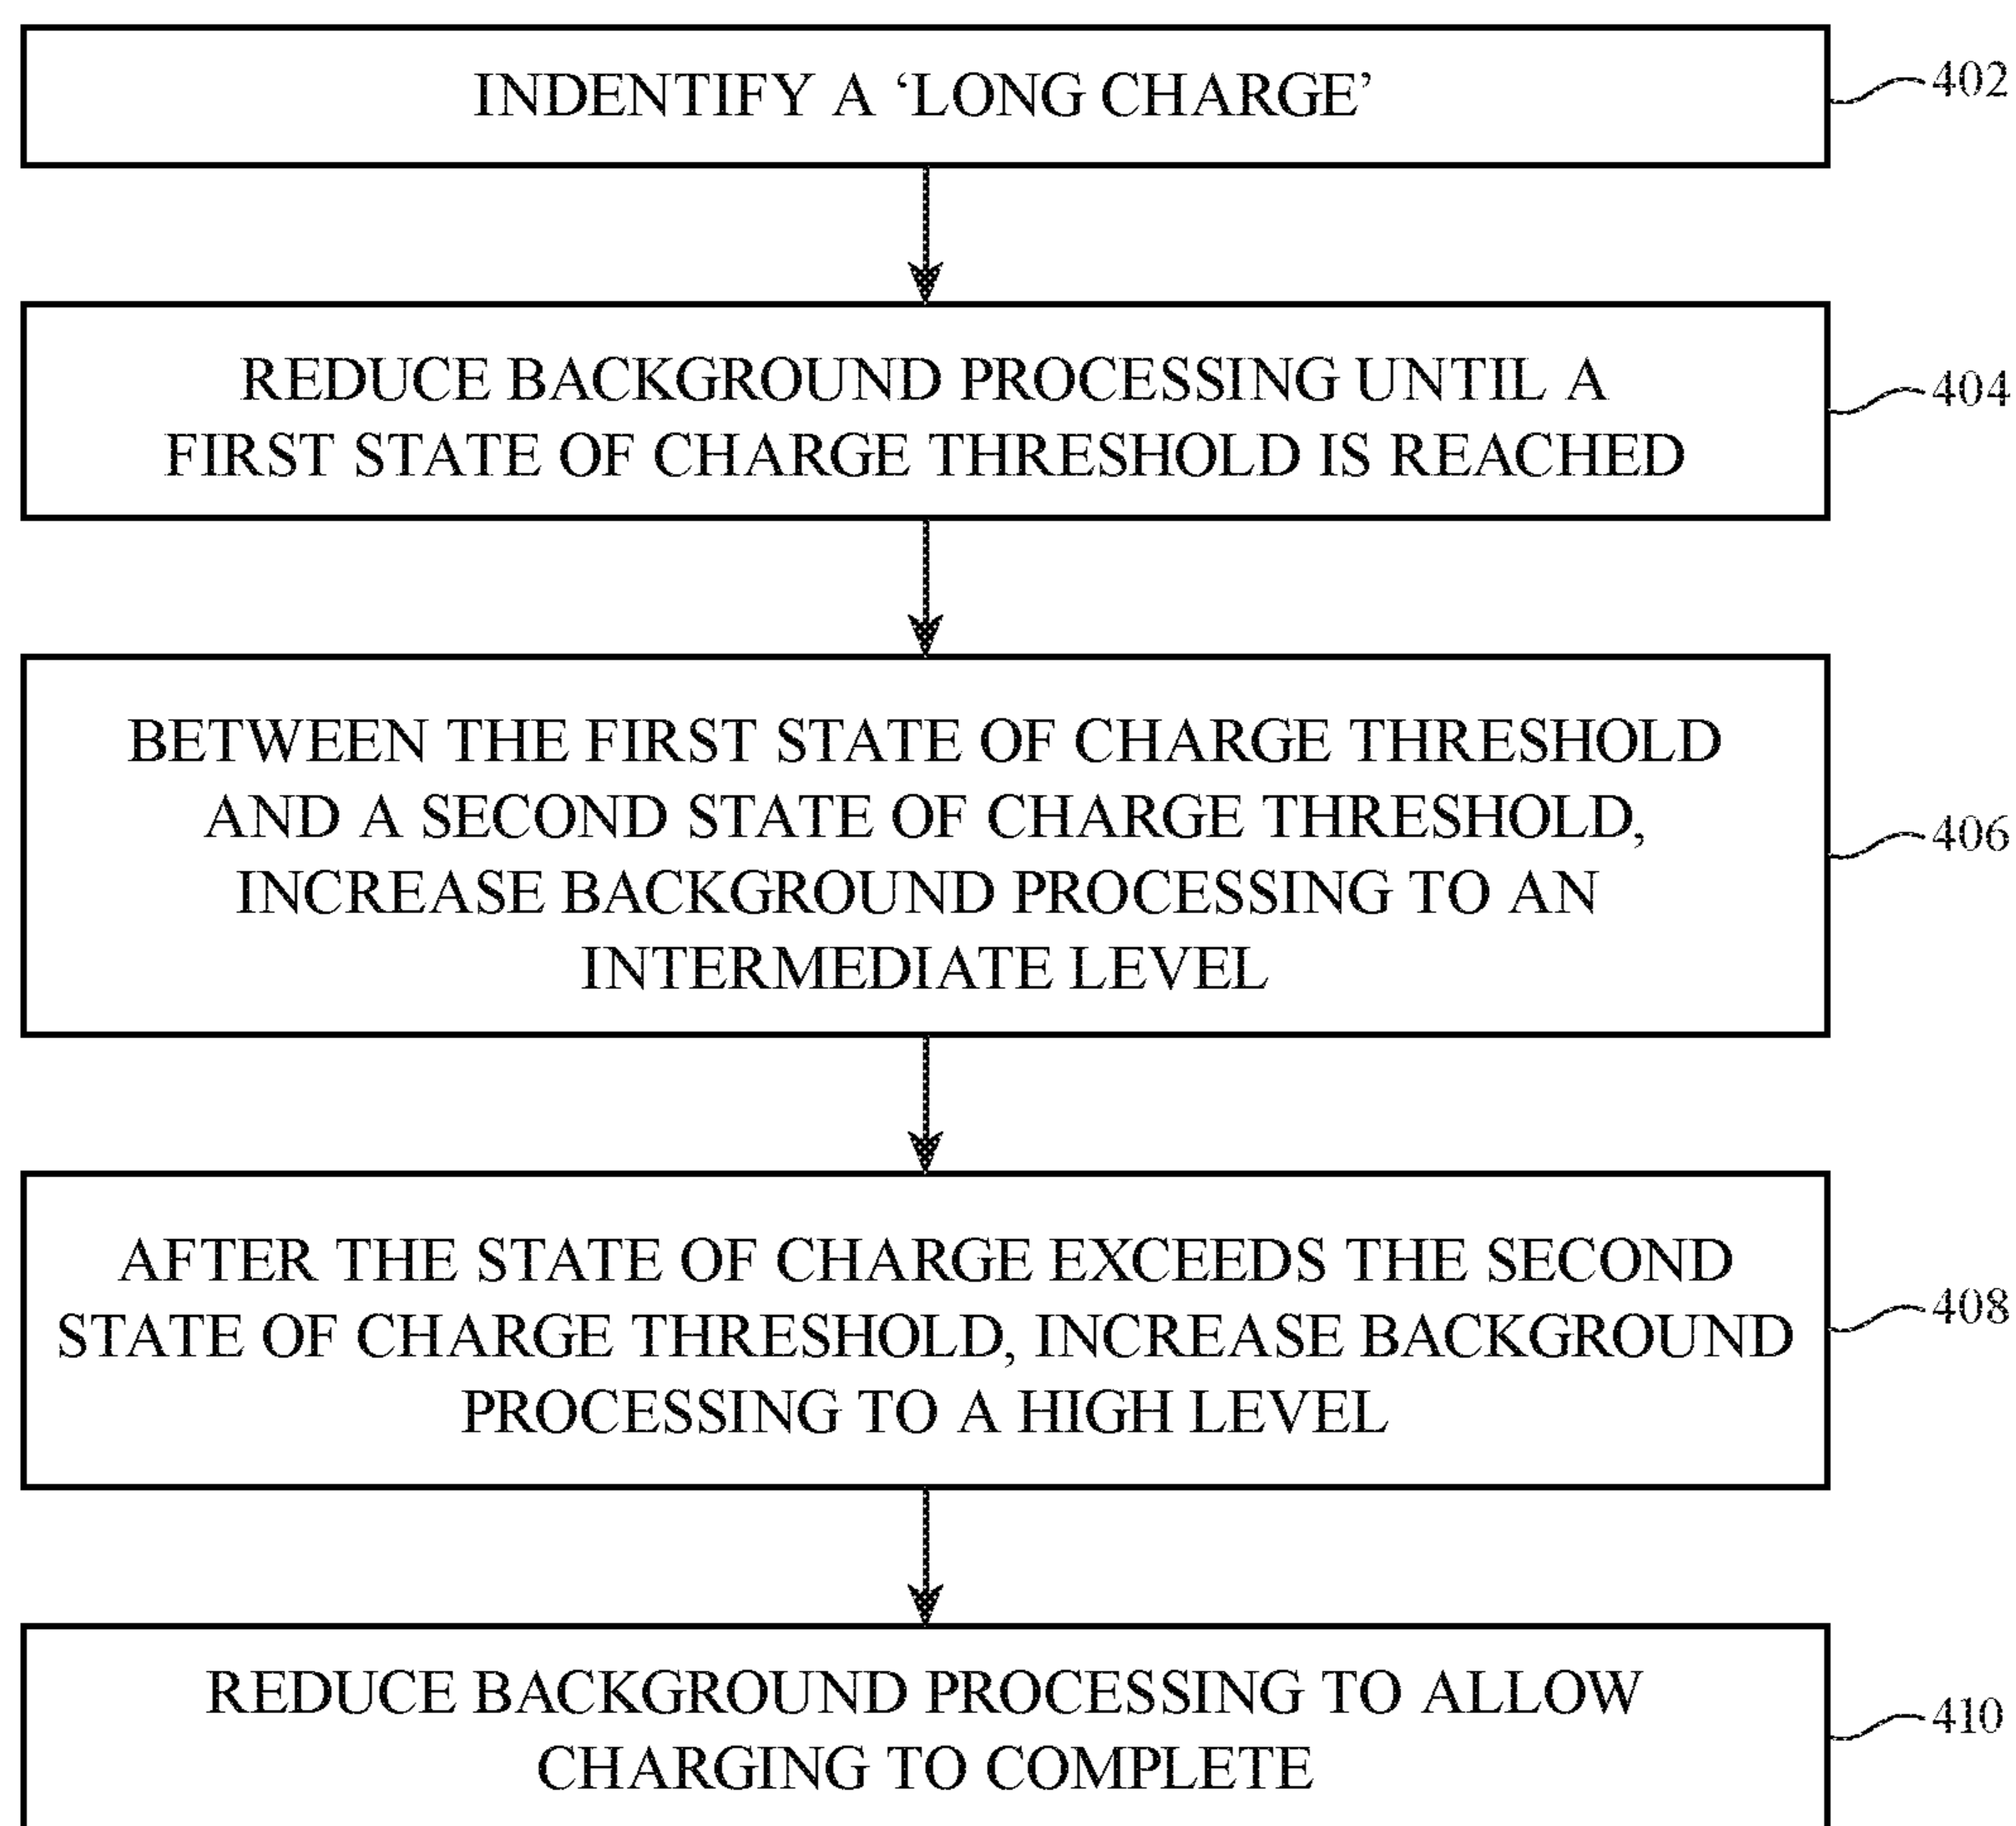 INDENTIFY A ‘LONG CHARGE’
402
REDUCE BACKGROUND PROCESSING UNTIL A
FIRST STATE OF CHARGE THRESHOLD IS REACHED
404
BETWEEN THE FIRST STATE OF CHARGE THRESHOLD
AND A SECOND STATE OF CHARGE THRESHOLD,
INCREASE BACKGROUND PROCESSING TO AN
INTERMEDIATE LEVEL
406
AFTER THE STATE OF CHARGE EXCEEDS THE SECOND
STATE OF CHARGE THRESHOLD, INCREASE BACKGROUND
PROCESSING TO A HIGH LEVEL
408
REDUCE BACKGROUND PROCESSING TO ALLOW
CHARGING TO COMPLETE
410